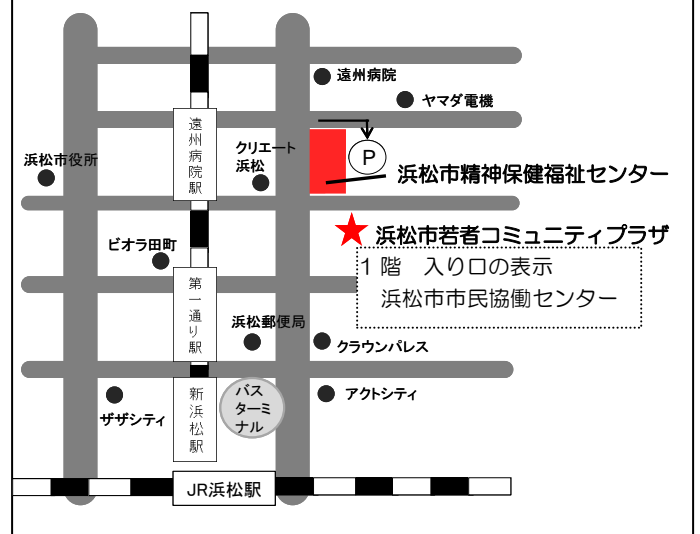 遠州病院
ヤマダ電機
遠州病院駅
クリエート
浜松
P
浜松市役所
浜松市精神保健福祉センター
浜松市若者コミュニティプラザ
ビオラ田町
1階　入り口の表示
浜松市市民協働センター
第一通り駅
浜松郵便局
クラウンパレス
新浜松駅
バス
ターミ
ナル
アクトシティ
ザザシティ
JR浜松駅